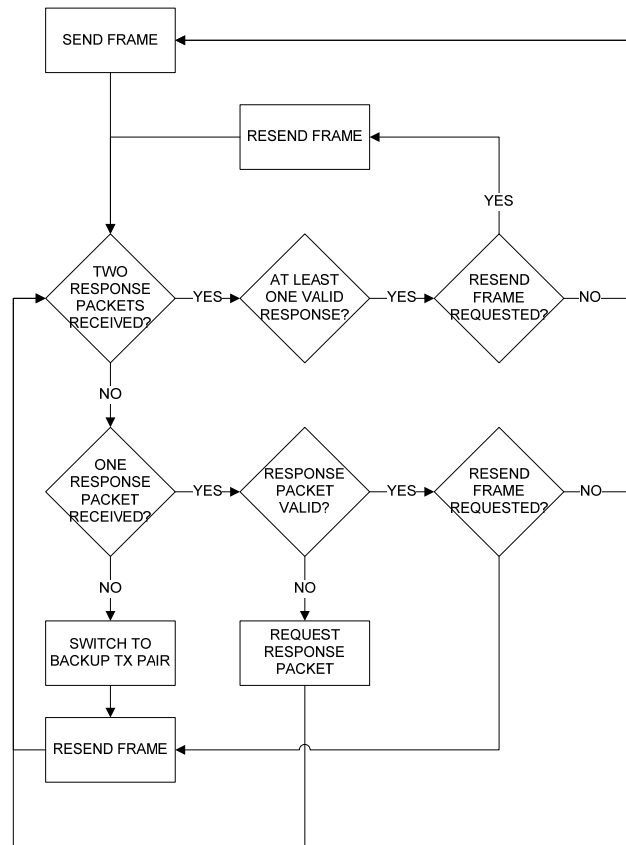 SEND FRAME
RESEND FRAME
YES
TWO
RESPONSE
PACKETS
RECEIVED?
YES
AT LEAST
ONE VALID
RESPONSE?
YES
RESEND
FRAME
REQUESTED?
NO
NO
ONE
RESPONSE
PACKET
RECEIVED?
YES
RESPONSE
PACKET
VALID?
YES
RESEND
FRAME
REQUESTED?
NO
NO
NO
SWITCH TO
BACKUP TX PAIR
REQUEST
RESPONSE
PACKET
RESEND FRAME